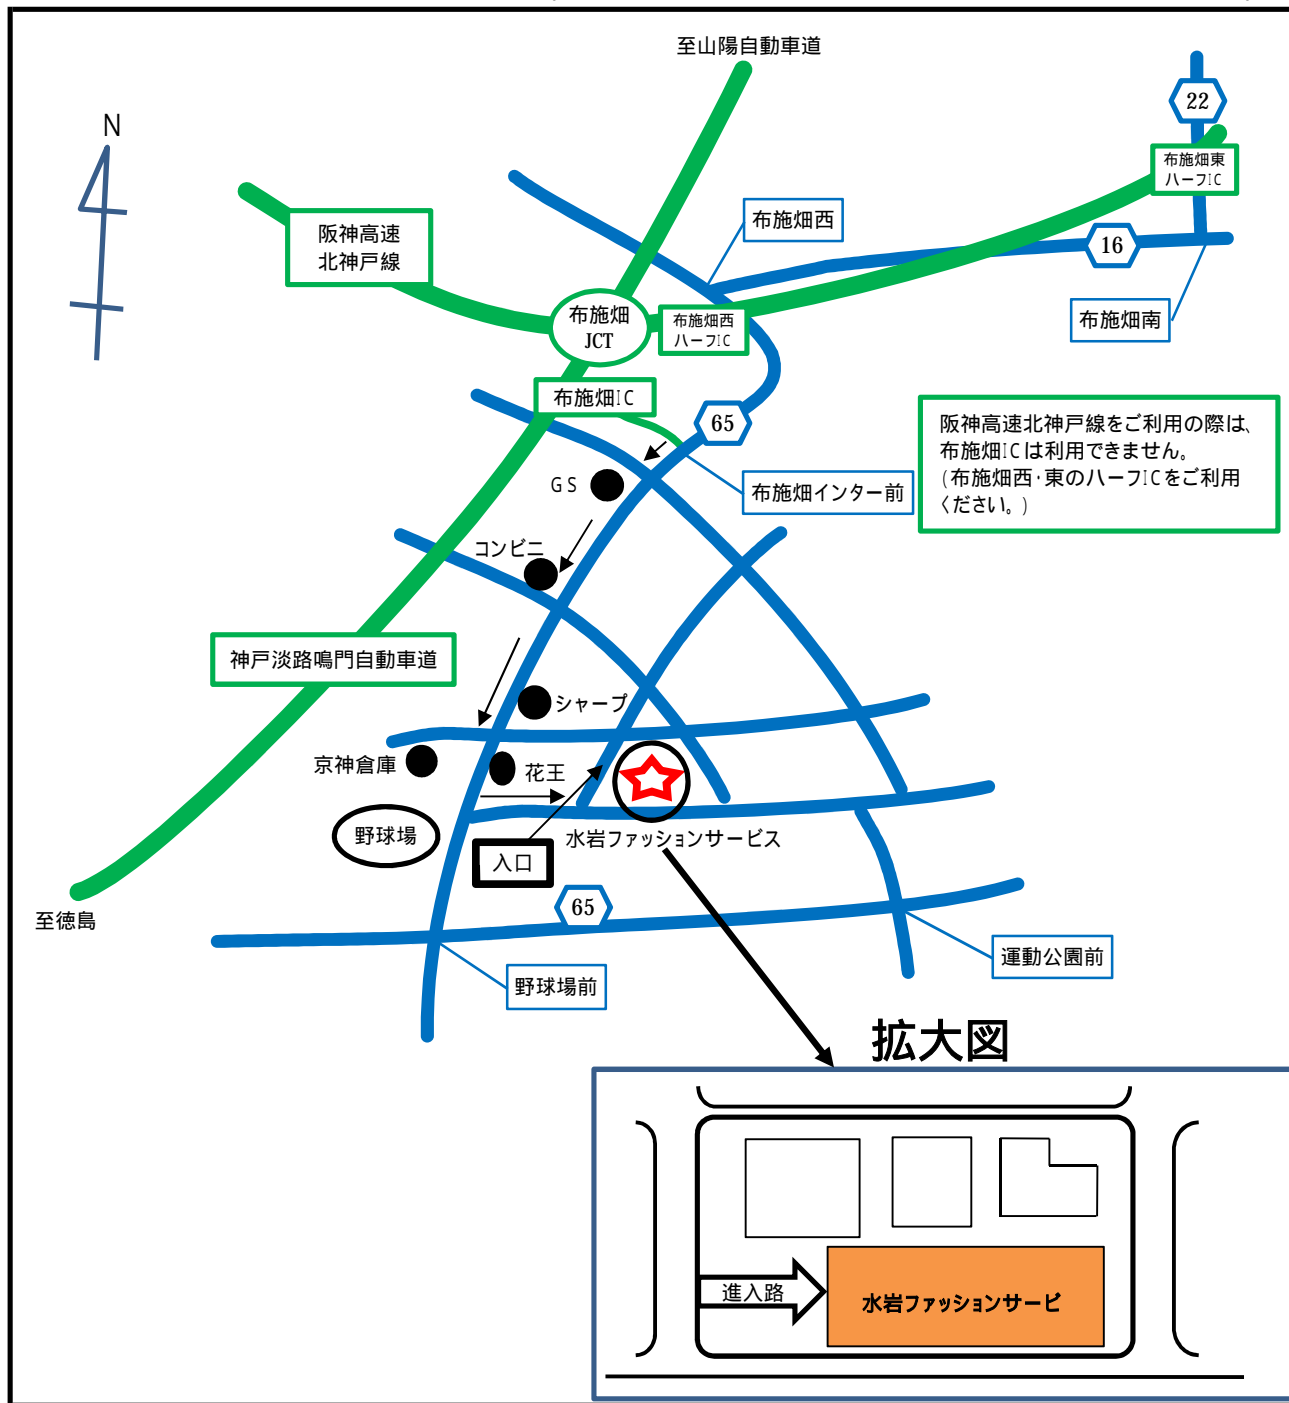 至山陽自動車道
22
N
布施畑東
ハーフIC
阪神高速
北神戸線
布施畑西
16
布施畑
JCT
布施畑西
ハーフIC
布施畑南
布施畑IC
65
阪神高速北神戸線をご利用の際は、
布施畑ICは利用できません。
(布施畑西・東のハーフICをご利用
ください。)
GS
布施畑インター前
コンビニ
神戸淡路鳴門自動車道
シャープ
京神倉庫
花王
野球場
水岩ファッションサービス
入口
65
至徳島
運動公園前
野球場前
拡大図
進入路
水岩ファッションサービ